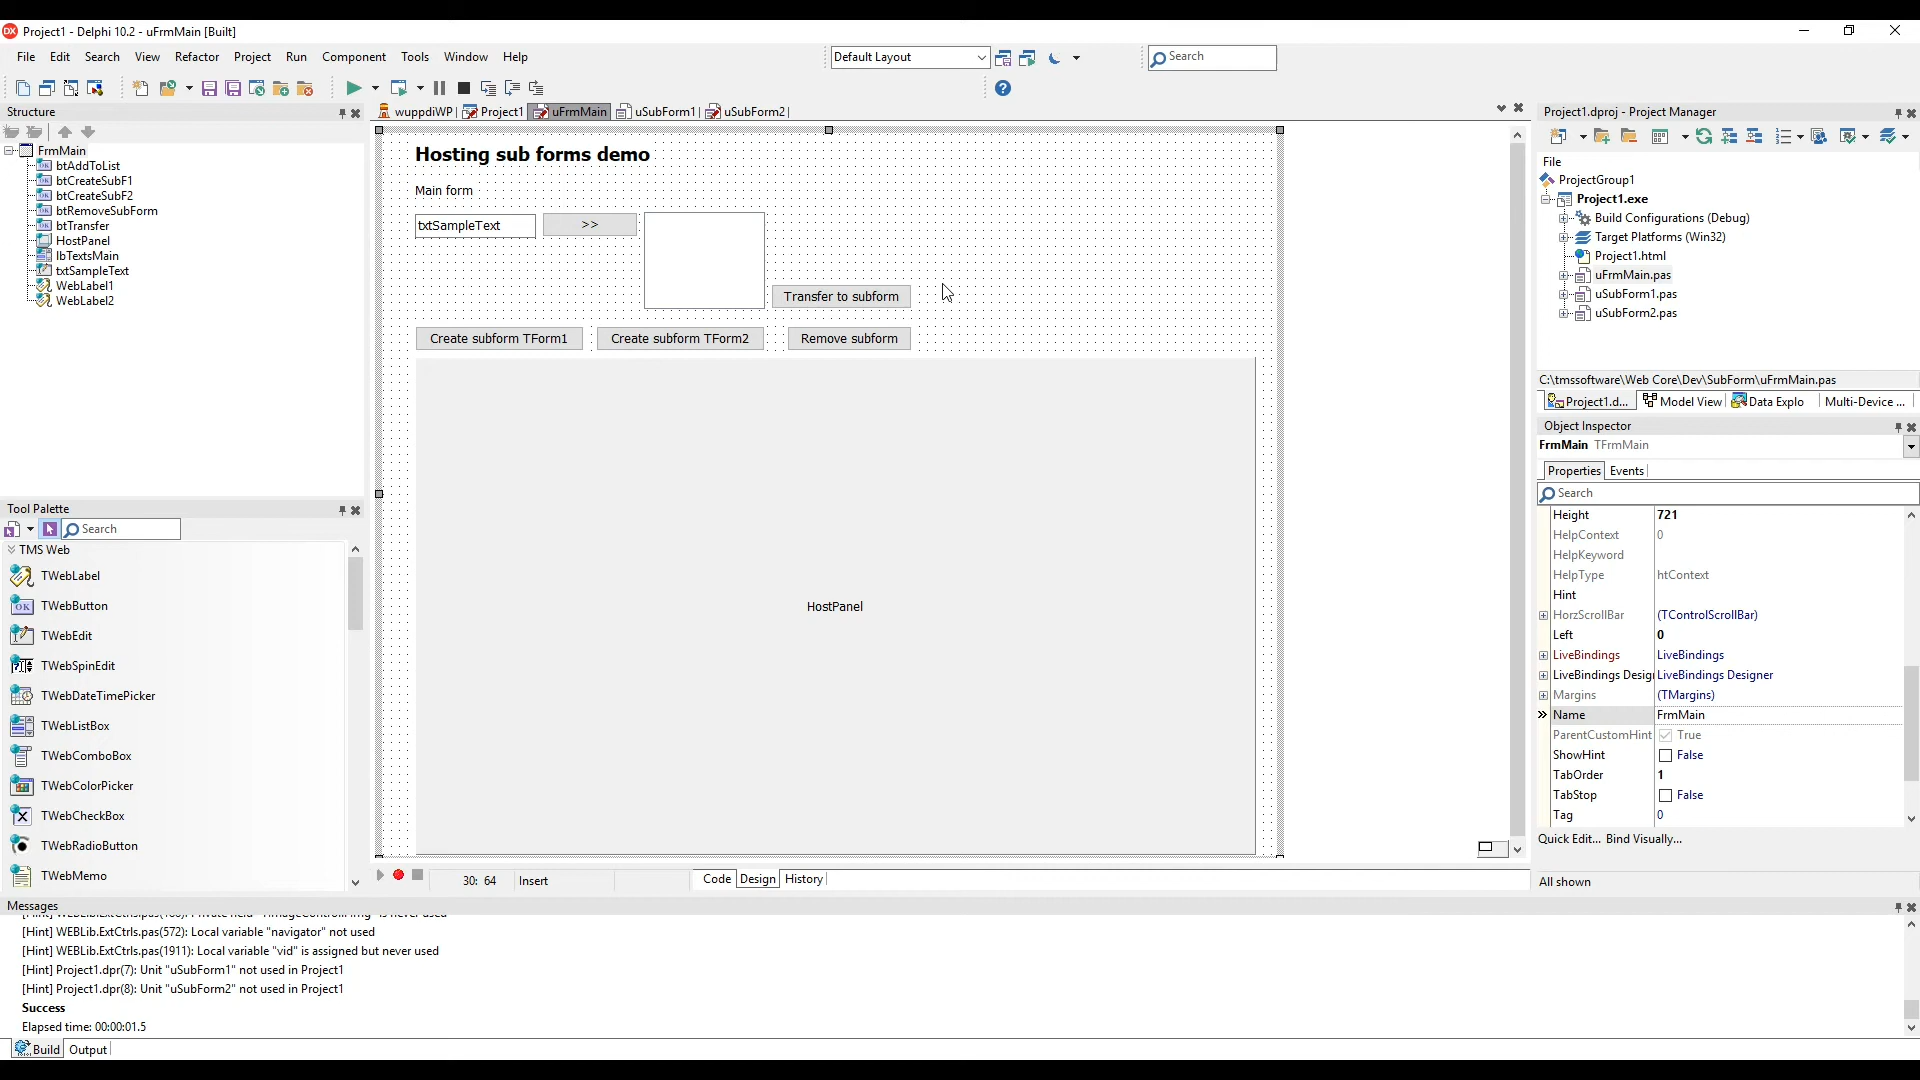 Project1 - Delphi 10.2 - uFrmMain [Built]
File Edit Search View Refactor Project Run Component Tools Window Help
Default Layout
Search
Structure
wuppdiWP Project1 uFrmMain uSubForm1 uSubForm2
Project1.dproj - Project Manager
FrmMain
btAddToList
btCreateSubF1
btCreateSubF2
btRemoveSubForm
btTransfer
HostPanel
lbTextsMain
txtSampleText
WebLabel1
WebLabel2
Hosting sub forms demo
Main form
txtSampleText
>>
Transfer to subform
Create subform TForm1 Create subform TForm2 Remove subform
HostPanel
File
ProjectGroup1
Project1.exe
Build Configurations (Debug)
Target Platforms (Win32)
Project1.html
uFrmMain.pas
uSubForm1.pas
uSubForm2.pas
C:\tmssoftware\Web Core\Dev\SubForm\uFrmMain.pas
Project1.d... Model View Data Explo Multi-Device ...
Object Inspector
FrmMain TFrmMain
Properties Events
Search
Height 721
HelpContext 0
HelpKeyword
HelpType htContext
Hint
HorzScrollBar (TControlScrollBar)
Left 0
LiveBindings LiveBindings
LiveBindings Desig LiveBindings Designer
Margins (TMargins)
Name FrmMain
ParentCustomHint True
ShowHint False
TabOrder 1
TabStop False
Tag 0
Quick Edit... Bind Visually...
All shown
Tool Palette
Search
TMS Web
TWebLabel
TWebButton
TWebEdit
TWebSpinEdit
TWebDateTimePicker
TWebListBox
TWebComboBox
TWebColorPicker
TWebCheckBox
TWebRadioButton
TWebMemo
30: 64 Insert
Code Design History
Messages
[Hint] WEBLib.ExtCtrls.pas(572): Local variable "navigator" not used
[Hint] WEBLib.ExtCtrls.pas(1911): Local variable "vid" is assigned but never used
[Hint] Project1.dpr(7): Unit "uSubForm1" not used in Project1
[Hint] Project1.dpr(8): Unit "uSubForm2" not used in Project1
Success
Elapsed time: 00:00:01.5
Build Output